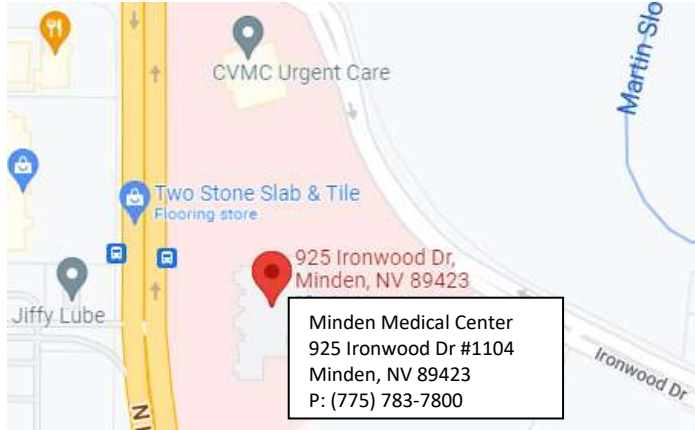 CVMC Urgent Care
Martin Slo
Two Stone Slab & Tile
Flooring store
925 Ironwood Dr,
Minden, NV 89423
Jiffy Lube
Minden Medical Center
925 Ironwood Dr #1104
Minden, NV 89423
P: (775) 783-7800
Ironwood Dr
N